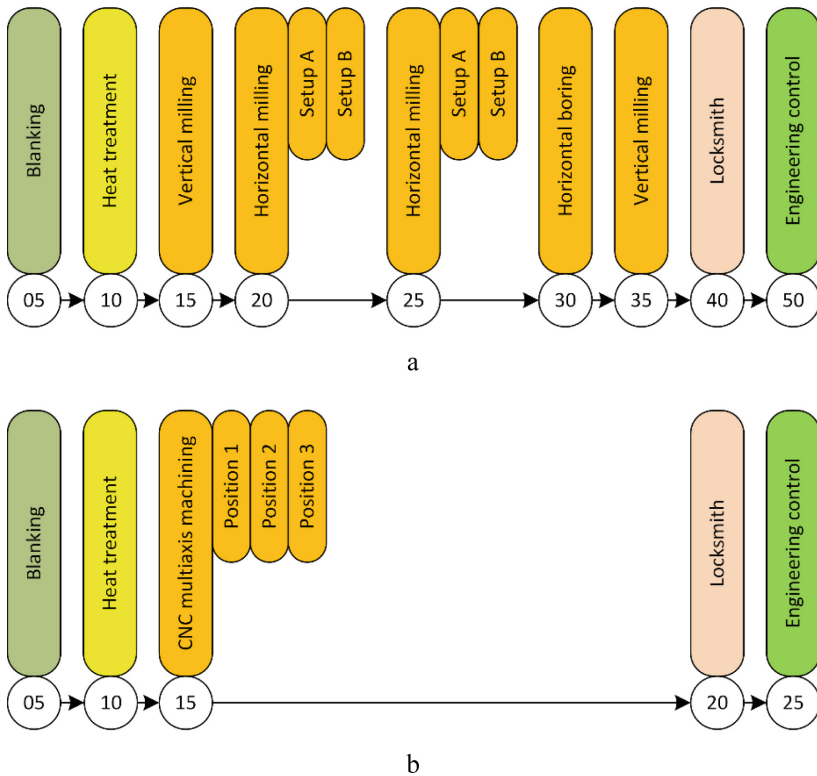 Blanking
Heat treatment
Vertical milling
Horizontal milling
Setup A
Setup B
Horizontal milling
Setup A
Setup B
Horizontal boring
Vertical milling
Locksmith
Engineering control
05
10
15
20
25
30
35
40
50
a
Blanking
Heat treatment
CNC multiaxis machining
Position 1
Position 2
Position 3
Locksmith
Engineering control
05
10
15
20
25
b